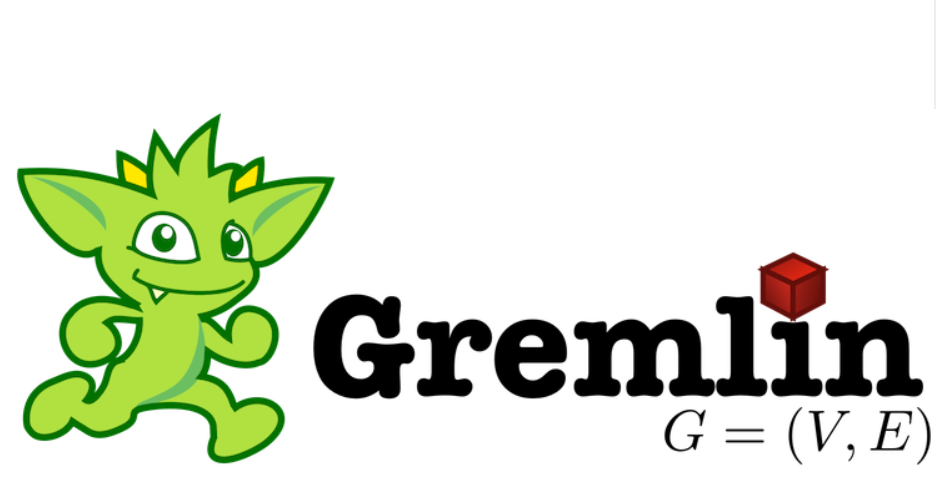 Gremlin
G = (V, E)